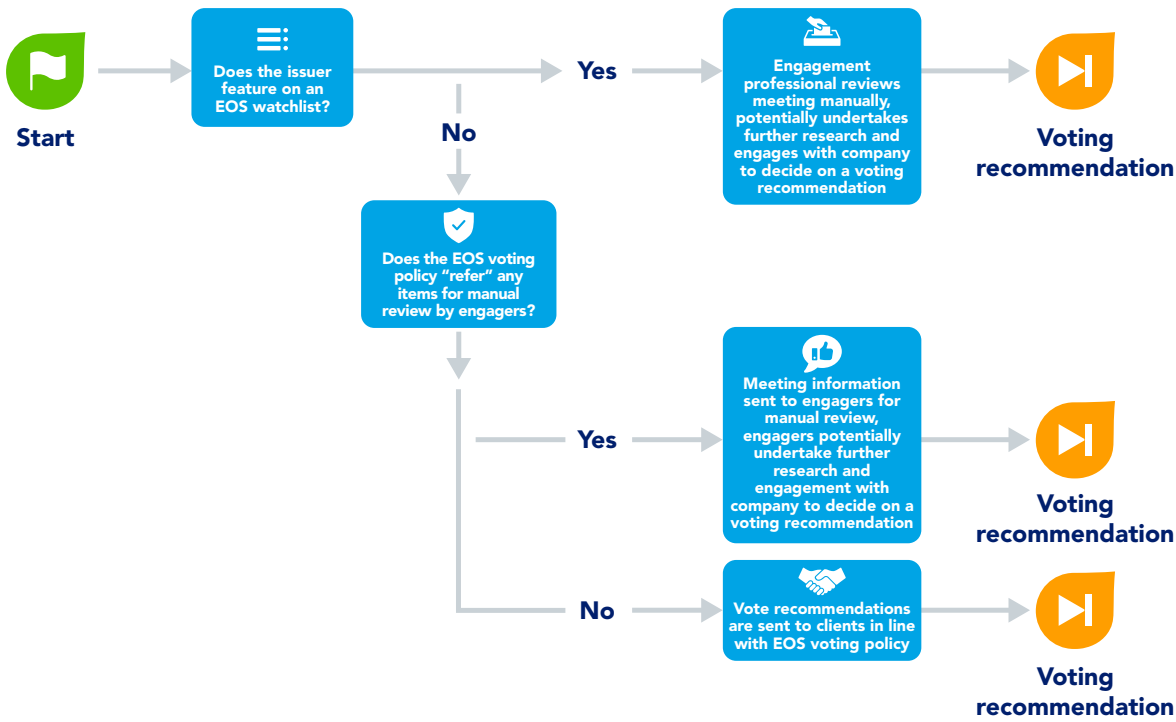 Start
Does the issuer
feature on an
EOS watchlist?
Yes
Engagement
professional reviews
meeting manually,
potentially undertakes
further research and
engages with company
to decide on a voting
recommendation
Voting
recommendation
No
Does the EOS voting
policy “refer” any
items for manual
review by engagers?
Yes
Meeting information
sent to engagers for
manual review,
engagers potentially
undertake further
research and
engagement with
company to decide on a
voting recommendation
Voting
recommendation
No
Vote recommendations
are sent to clients in line
with EOS voting policy
Voting
recommendation